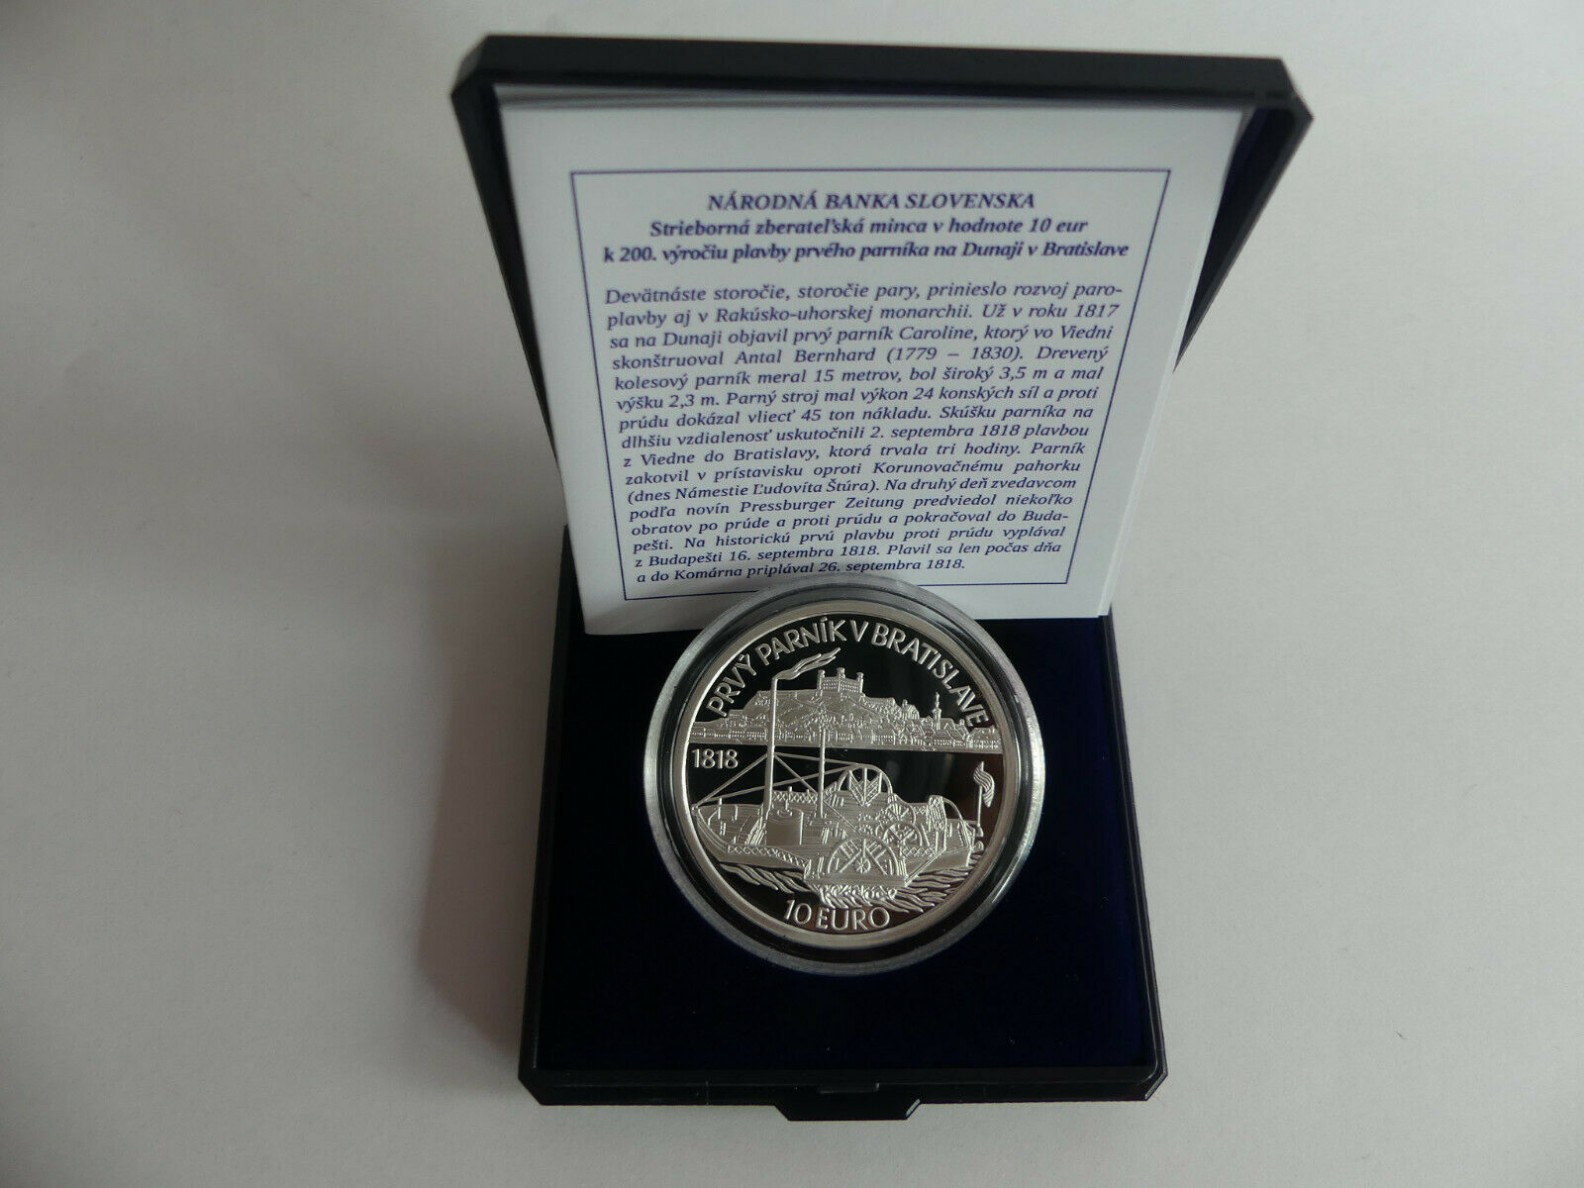 NÁRODNÁ BANKA SLOVENSKA
Strieborná zberateľská minca v hodnote 10 eur
k 200. výročiu plavby prvého parníka na Dunaji v Bratislave
Devätnáste storočie, storočie pary, prinieslo rozvoj paro-
plavby aj v Rakúsko-uhorskej monarchii. Už v roku 1817
sa na Dunaji objavil prvý parník Caroline, ktorý vo Viedni
skonštruoval Antal Bernhard (1779 – 1830). Drevený
kolesový parník meral 15 metrov, bol široký 3,5 m a mal
výšku 2,3 m. Parný stroj mal výkon 24 konských síl a proti
prúdu dokázal vliecť 45 ton nákladu. Skúšku parníka na
dlhšiu vzdialenosť uskutočnili 2. septembra 1818 plavbou
z Viedne do Bratislavy, ktorá trvala tri hodiny. Parník
zakotvil v prístavisku oproti Korunovačnému pahorku
(dnes Námestie Ľudovíta Štúra). Na druhý deň zvedavcom
podľa novín Pressburger Zeitung predviedol niekoľko
obratov po prúde a proti prúdu a pokračoval do Buda-
pešti. Na historickú prvú plavbu proti prúdu vyplával
z Budapešti 16. septembra 1818. Plavil sa len počas dňa
a do Komárna priplával 26. septembra 1818.
PRVÝ PARNÍK V BRATISLAVE
1818
10 EURO